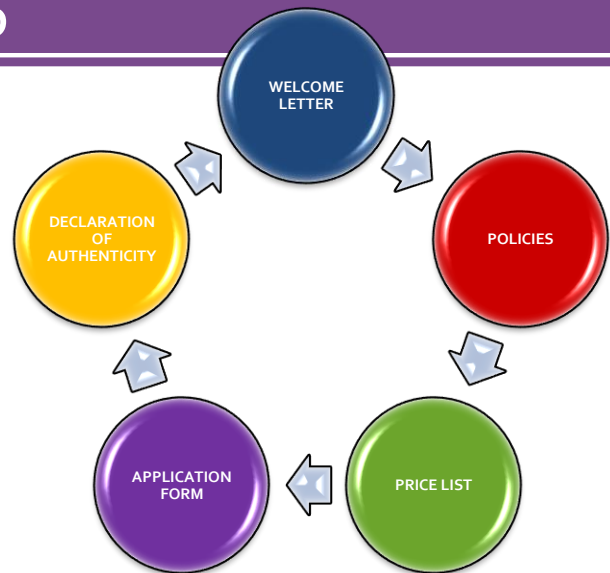 WELCOME
LETTER
POLICIES
PRICE LIST
APPLICATION
FORM
DECLARATION
OF
AUTHENTICITY